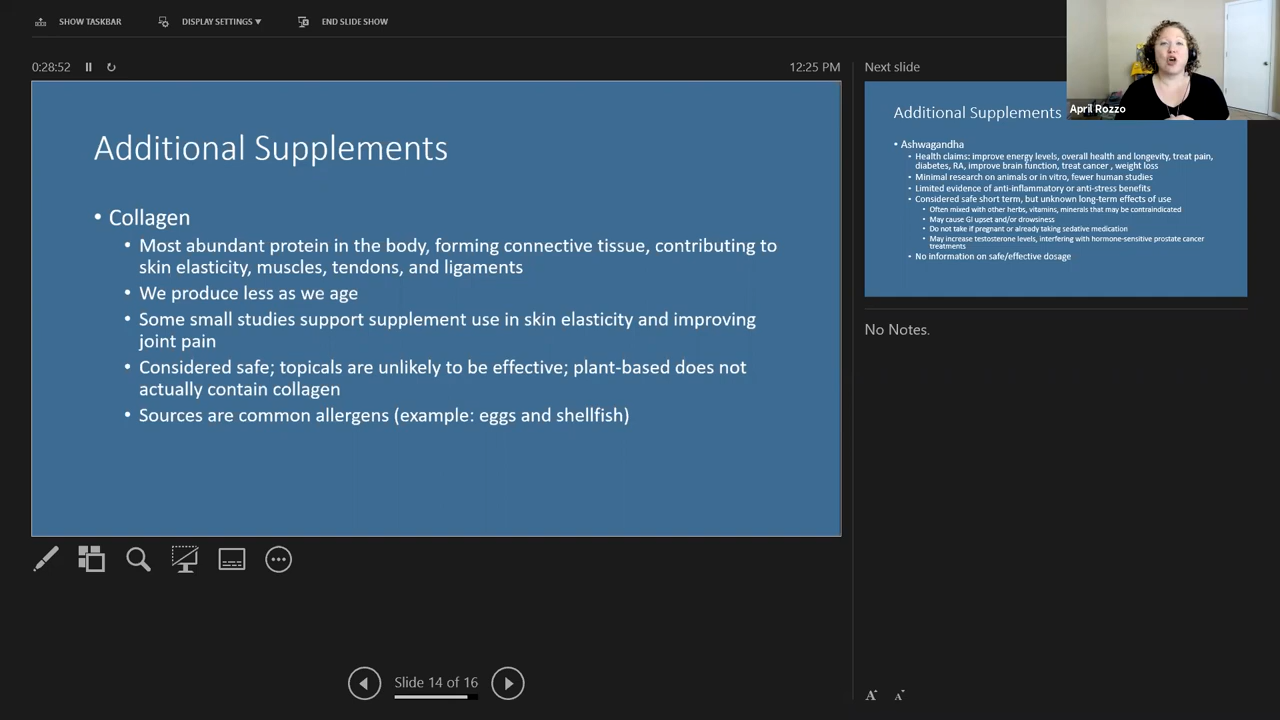 SHOW TASKBAR
DISPLAY SETTINGS ▾
END SLIDE SHOW
0:28:52
12:25 PM
Additional Supplements
• Collagen
• Most abundant protein in the body, forming connective tissue, contributing to
skin elasticity, muscles, tendons, and ligaments
• We produce less as we age
• Some small studies support supplement use in skin elasticity and improving
joint pain
• Considered safe; topicals are unlikely to be effective; plant-based does not
actually contain collagen
• Sources are common allergens (example: eggs and shellfish)
Slide 14 of 16
Next slide
April Rozzo
Additional Supplements
• Ashwagandha
• Health claims: improve energy levels, overall health and longevity, treat pain,
diabetes, RA, improve brain function, treat cancer , weight loss
• Minimal research on animals or in vitro, fewer human studies
• Limited evidence of anti-inflammatory or anti-stress benefits
• Considered safe short term, but unknown long-term effects of use
• Often mixed with other herbs, vitamins, minerals that may be contraindicated
• May cause GI upset and/or drowsiness
• Do not take if pregnant or already taking sedative medication
• May increase testosterone levels, interfering with hormone-sensitive prostate cancer
treatments
• No information on safe/effective dosage
No Notes.
A A